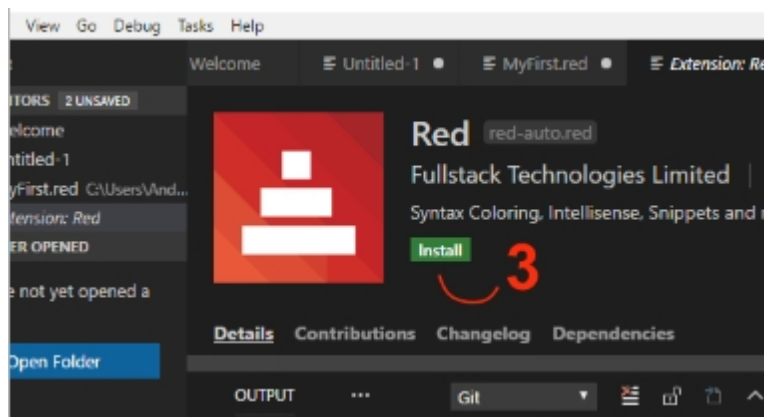 View Go Debug Tasks Help
Welcome Untitled-1 MyFirst.red Extension: Re
ITORS 2 UNSAVED
elcome
ntitled-1
yFirst.red C:\Users\And...
tension: Red
ER OPENED
e not yet opened a
Open Folder
Red red-auto.red
Fullstack Technologies Limited
Syntax Coloring, Intellisense, Snippets and
Install
3
Details Contributions Changelog Dependencies
OUTPUT ... Git